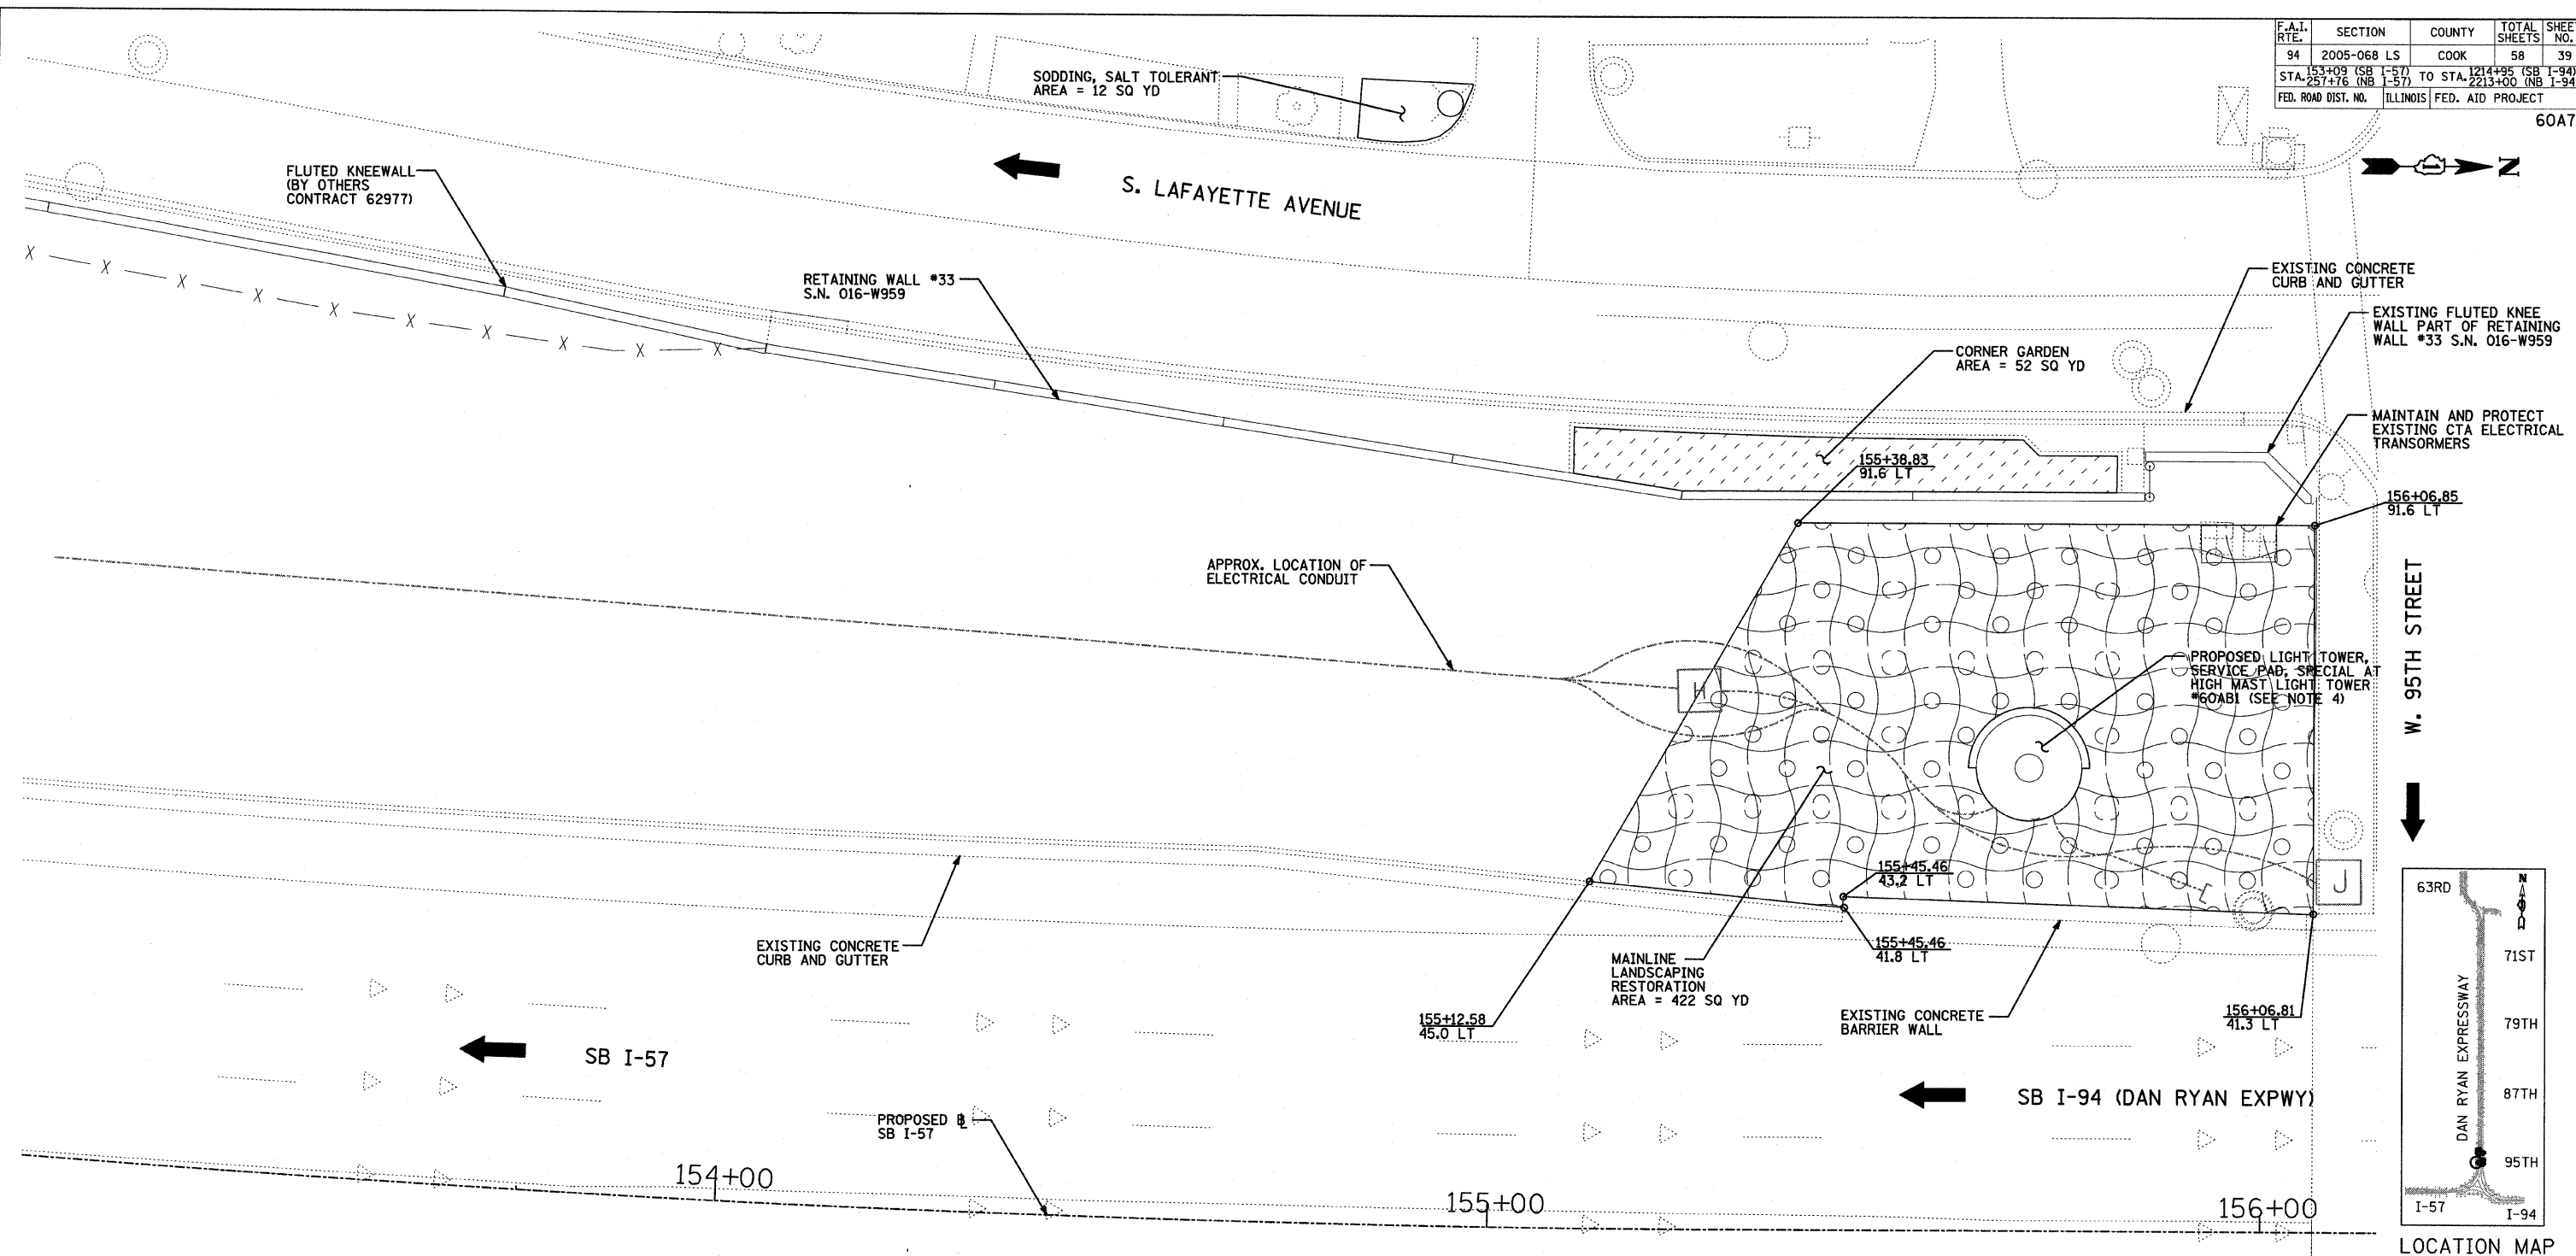 F.A.I. RTE. SECTION COUNTY TOTAL SHEETS SHEET NO.
94 2005-068 LS COOK 58 39
STA. 153+09 (SB I-57) TO STA. 1214+95 (SB I-94)
257+76 (NB I-57) 2213+00 (NB I-94
FED. ROAD DIST. NO. ILLINOIS FED. AID PROJECT
60A7
SODDING, SALT TOLERANT
AREA = 12 SQ YD
FLUTED KNEEWALL
(BY OTHERS
CONTRACT 62977)
S. LAFAYETTE AVENUE
N
RETAINING WALL #33
S.N. 016-W959
EXISTING CONCRETE
CURB AND GUTTER
EXISTING FLUTED KNEE
WALL PART OF RETAINING
WALL #33 S.N. 016-W959
CORNER GARDEN
AREA = 52 SQ YD
MAINTAIN AND PROTECT
EXISTING CTA ELECTRICAL
TRANSORMERS
155+38.83
91.6 LT
156+06.85
91.6 LT
APPROX. LOCATION OF
ELECTRICAL CONDUIT
W. 95TH STREET
H
PROPOSED LIGHT TOWER,
SERVICE PAD, SPECIAL AT
HIGH MAST LIGHT TOWER
#60AB1 (SEE NOTE 4)
155+45.46
43.2 LT
J
EXISTING CONCRETE
CURB AND GUTTER
155+45.46
41.8 LT
MAINLINE
LANDSCAPING
RESTORATION
AREA = 422 SQ YD
EXISTING CONCRETE
BARRIER WALL
155+12.58
45.0 LT
156+06.81
41.3 LT
SB I-57
SB I-94 (DAN RYAN EXPWY)
PROPOSED BL
SB I-57
154+00
155+00
156+00
63RD
N
71ST
DAN RYAN EXPRESSWAY
79TH
87TH
95TH
I-57
I-94
LOCATION MAP